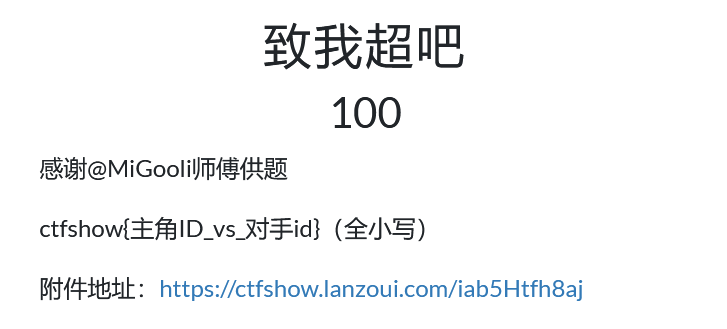 致我超吧
100
感谢@MiGooli师傅供题
ctfshow{主角ID_vs_对手id}（全小写）
附件地址：https://ctfshow.lanzoui.com/iab5Htfh8aj